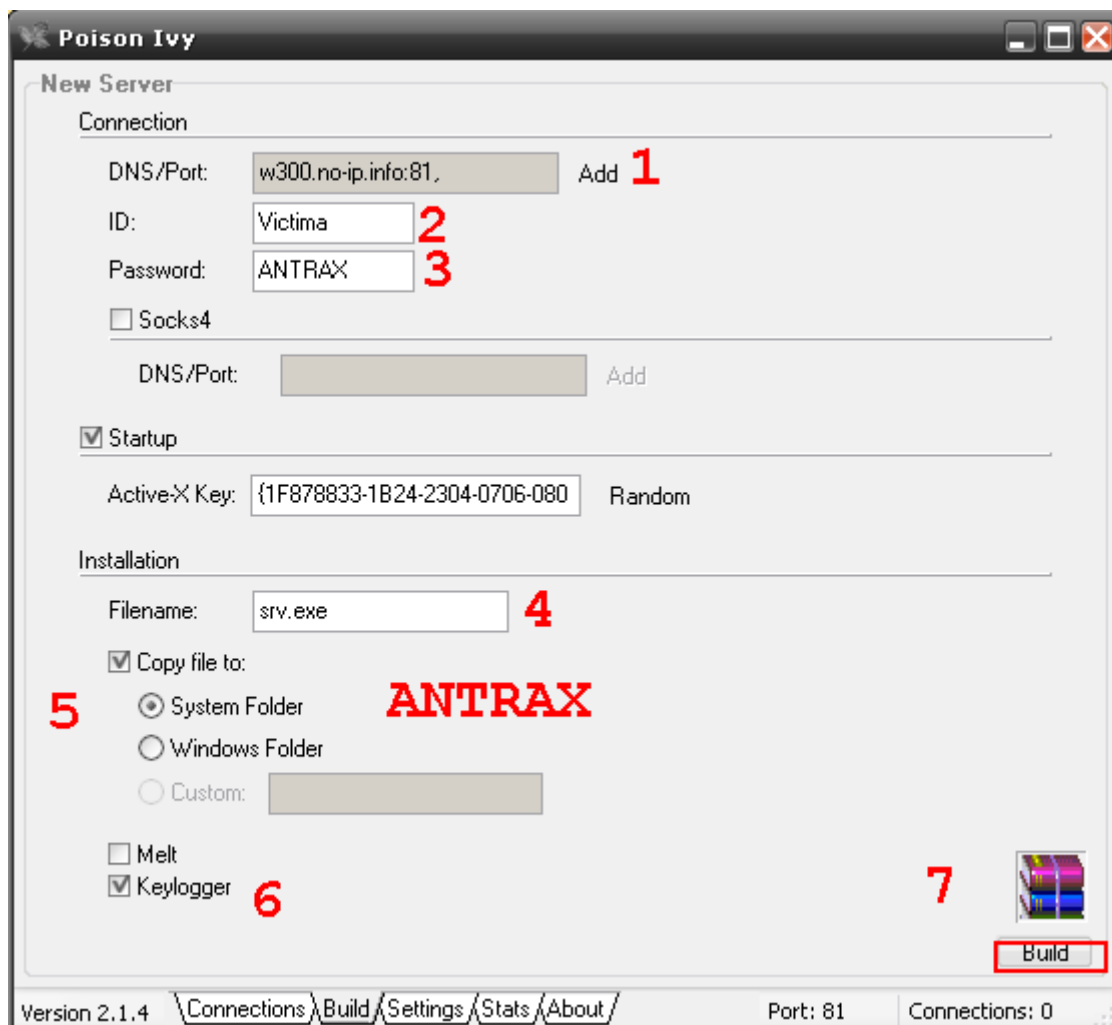 Poison Ivy
New Server
Connection
DNS/Port: w300.no-ip.info:81, Add 1
ID: Victima 2
Password: ANTRAX 3
Socks4
DNS/Port: Add
Startup
Active-X Key: {1F878833-1B24-2304-0706-080 Random
Installation
Filename: srv.exe 4
Copy file to:
ANTRAX
5 System Folder
Windows Folder
Custom:
Melt
Keylogger 6
7
Build
Version 2.1.4 Connections Build Settings Stats About Port: 81 Connections: 0